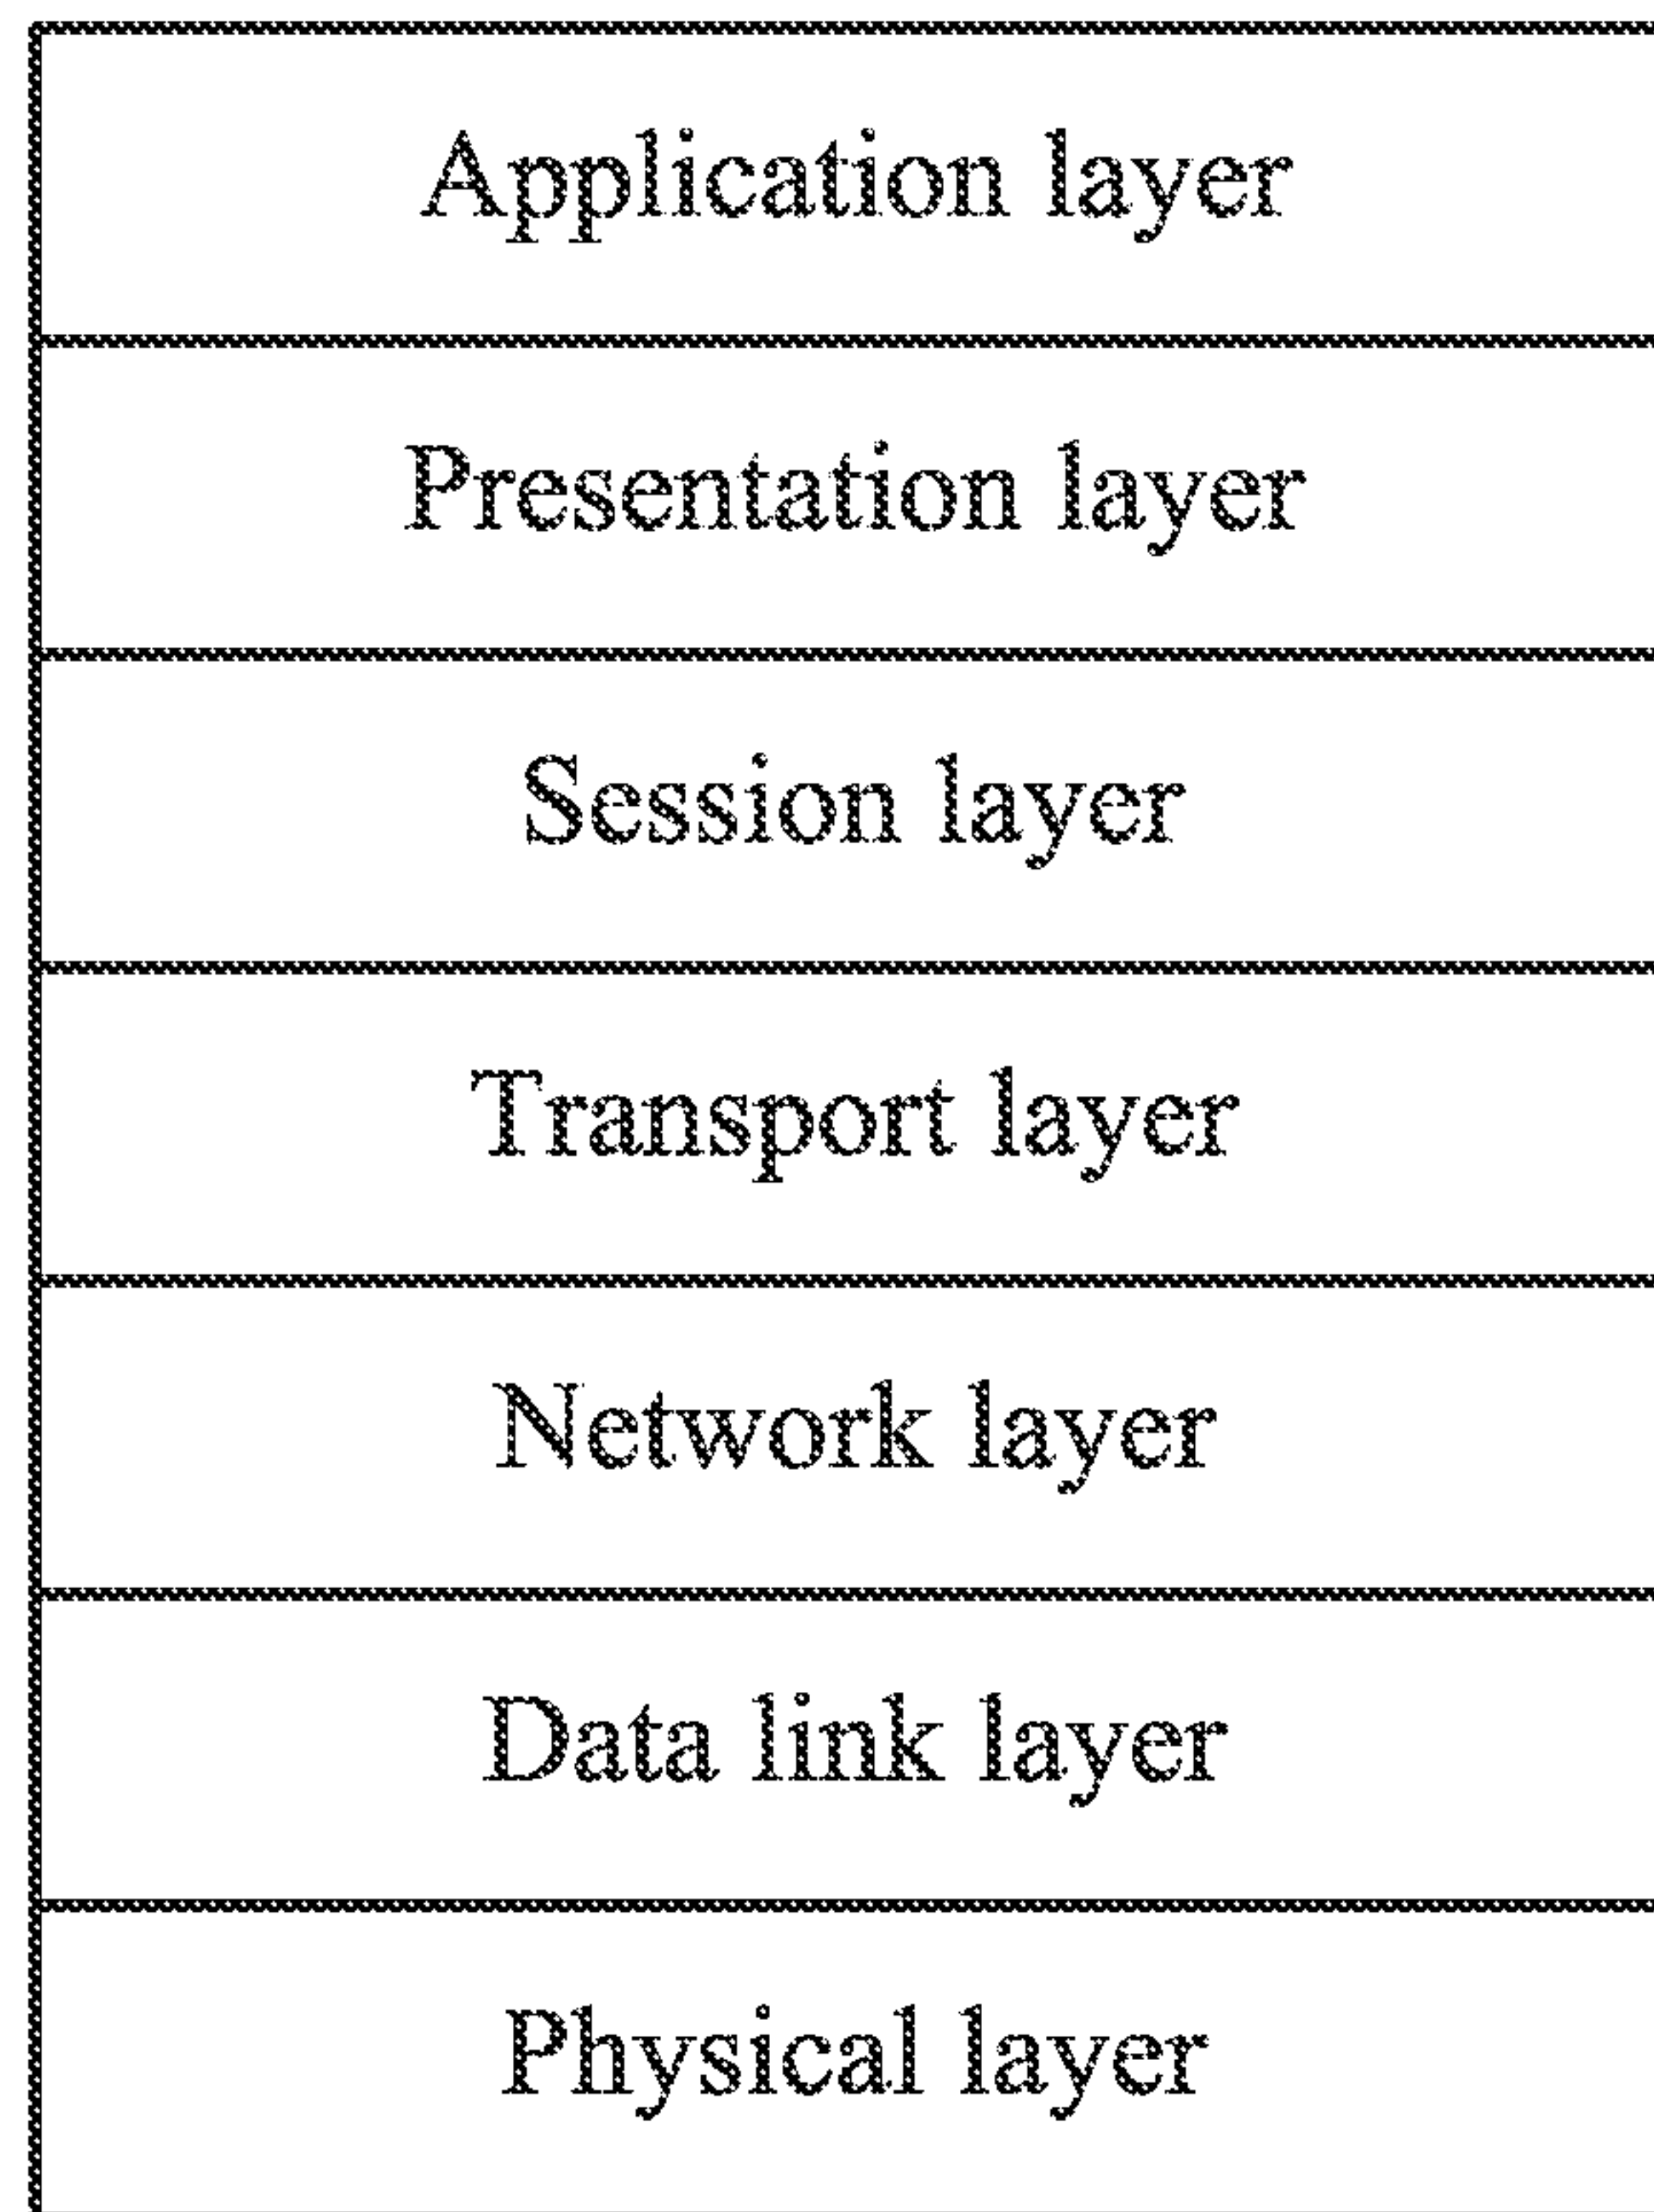 Application layer
Presentation layer
Session layer
Transport layer
Network layer
Data link layer
Physical layer